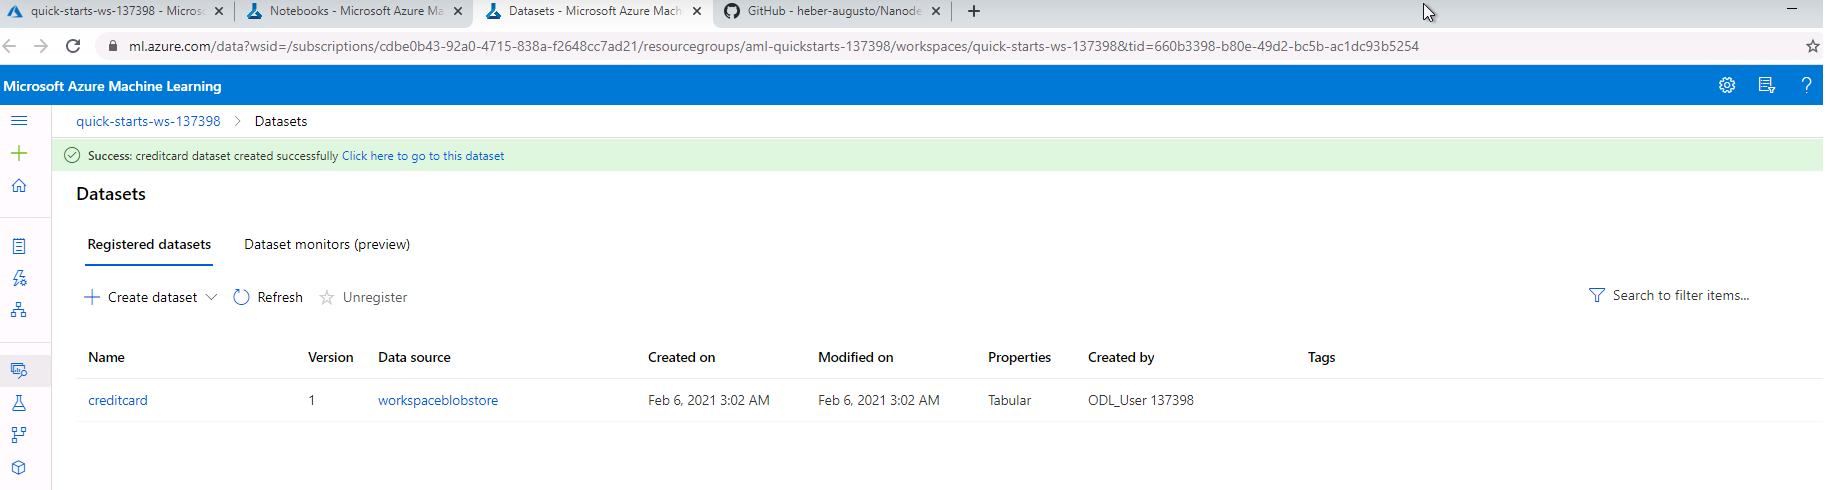 quick-starts-ws-137398 - Microso
Notebooks - Microsoft Azure Ma
Datasets - Microsoft Azure Mach
GitHub - heber-augusto/Nanode
ml.azure.com/data?wsid=/subscriptions/cdbe0b43-92a0-4715-838a-f2648cc7ad21/resourcegroups/aml-quickstarts-137398/workspaces/quick-starts-ws-137398&tid=660b3398-b80e-49d2-bc5b-ac1dc93b5254
Microsoft Azure Machine Learning
quick-starts-ws-137398 > Datasets
Success: creditcard dataset created successfully Click here to go to this dataset
Datasets
Registered datasets Dataset monitors (preview)
Create dataset Refresh Unregister Search to filter items...
Name Version Data source Created on Modified on Properties Created by Tags
creditcard 1 workspaceblobstore Feb 6, 2021 3:02 AM Feb 6, 2021 3:02 AM Tabular ODL_User 137398